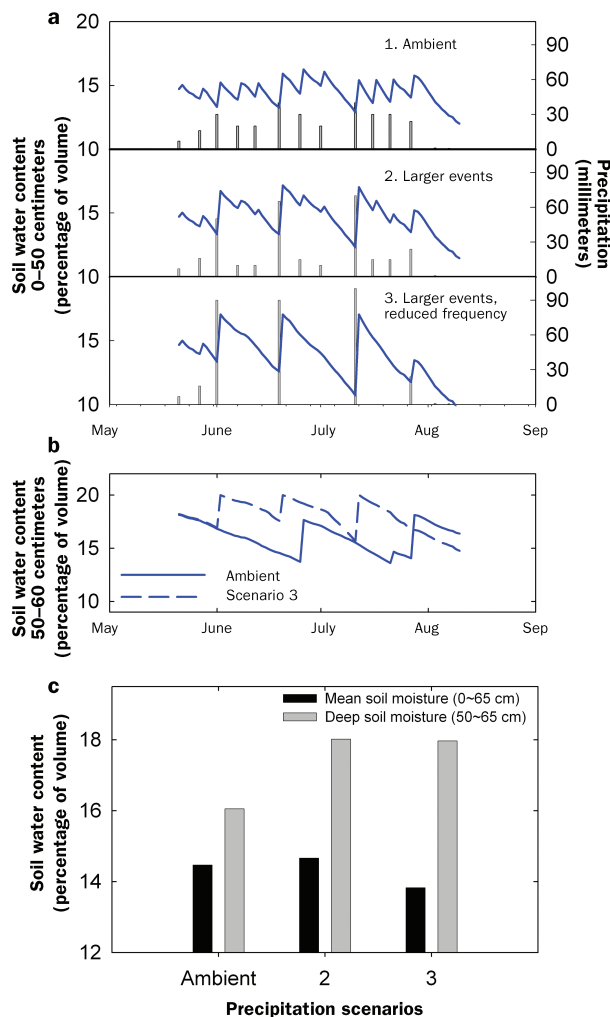 a
20
15
10
15
10
15
10
1. Ambient
2. Larger events
3. Larger events,
reduced frequency
90
60
30
0
90
60
30
0
90
60
30
0
Soil water content
0–50 centimeters
(percentage of volume)
Precipitation
(millimeters)
May
June
July
Aug
Sep
b
20
15
10
Soil water content
50–60 centimeters
(percentage of volume)
Ambient
Scenario 3
May
June
July
Aug
Sep
c
Mean soil moisture (0~65 cm)
Deep soil moisture (50~65 cm)
18
16
14
12
Soil water content
(percentage of volume)
Ambient
2
3
Precipitation scenarios